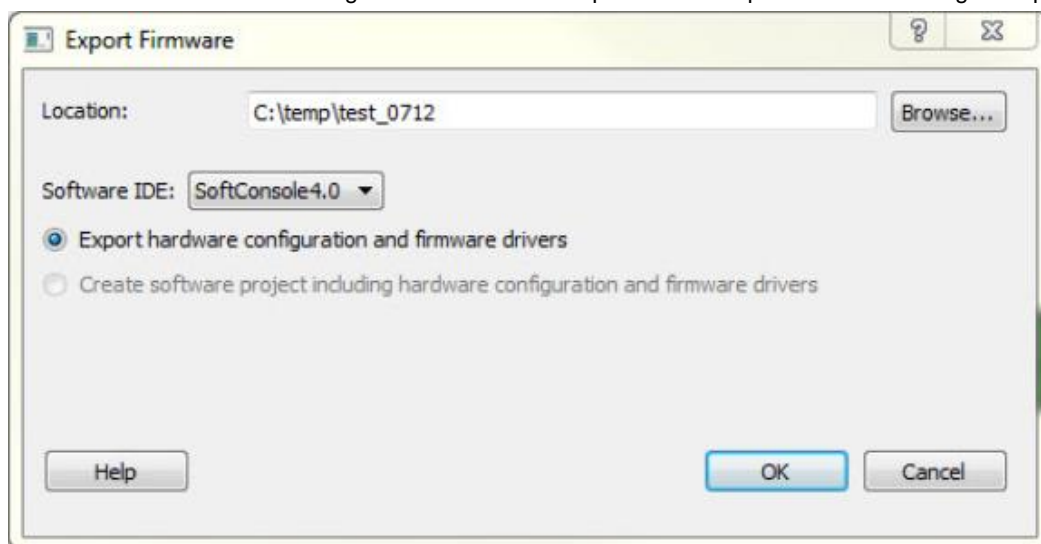 Export Firmware
Location: C:\temp\test_0712 Browse...
Software IDE: SoftConsole4.0
Export hardware configuration and firmware drivers
Create software project including hardware configuration and firmware drivers
Help OK Cancel